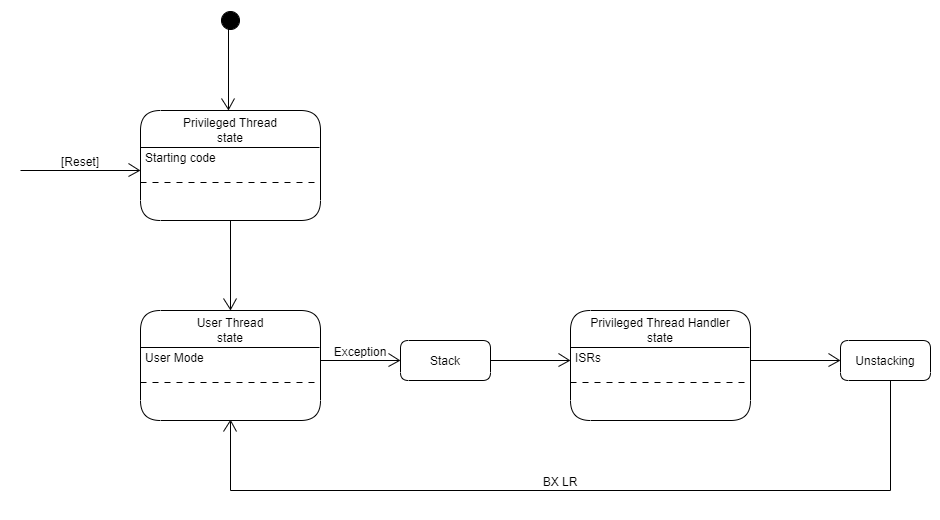 Privileged Thread
state
[Reset]
Starting code
User Thread
state
User Mode
Exception
Stack
Privileged Thread Handler
state
ISRs
Unstacking
BX LR